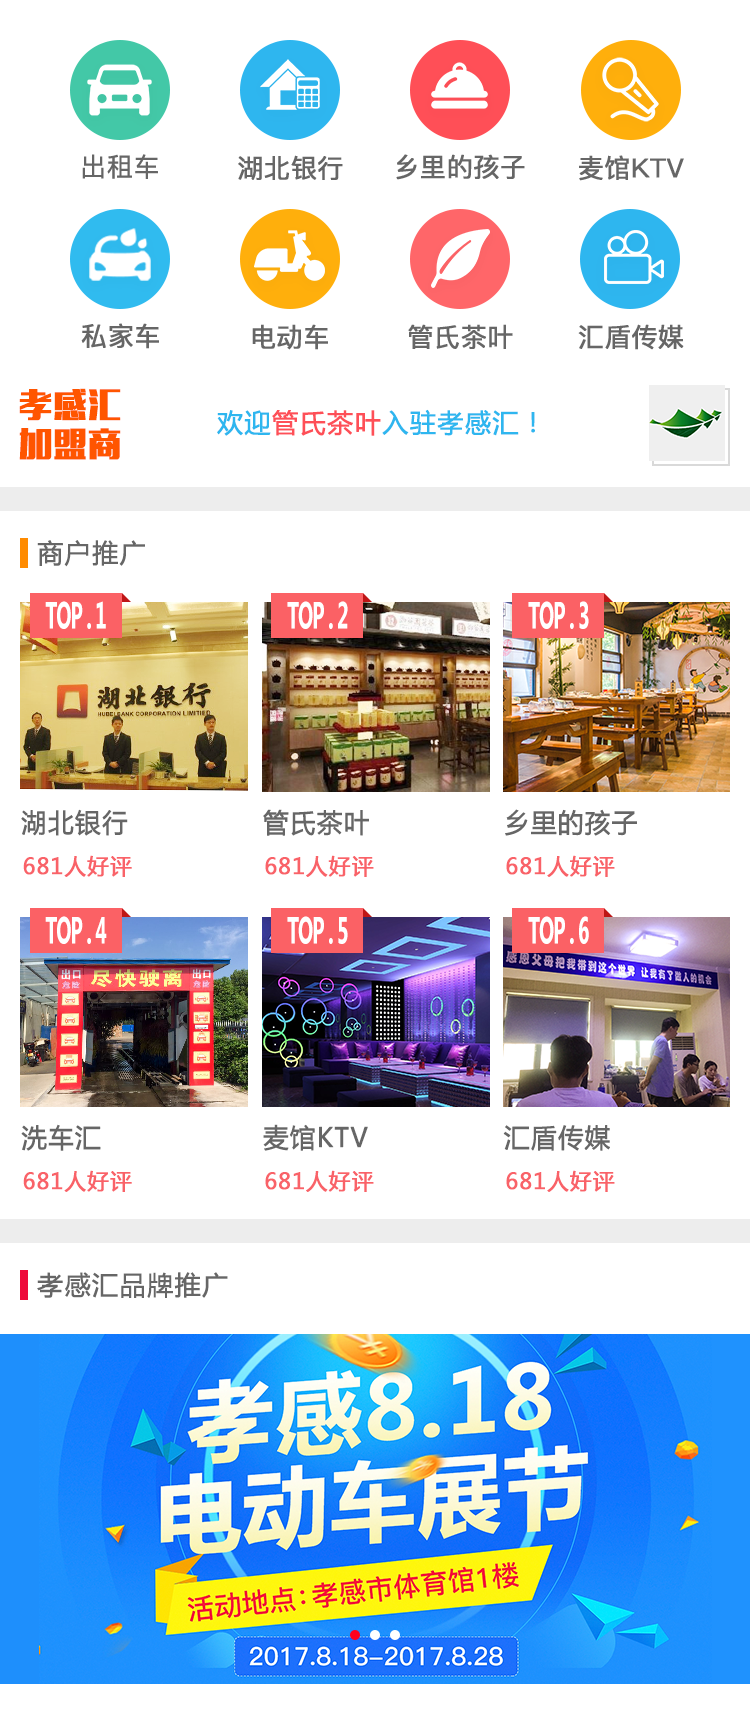 出租车
湖北银行
乡里的孩子
麦馆KTV
私家车
电动车
管氏茶叶
汇盾传媒
孝感汇
加盟商
欢迎管氏茶叶入驻孝感汇！
商户推广
TOP.1
TOP.2
TOP.3
湖北银行
HUBEI BANK CORPORATION LIMITED
湖北银行
管氏茶叶
乡里的孩子
681人好评
681人好评
681人好评
TOP.4
TOP.5
TOP.6
出口
尽快驶离
出口
感恩父母把我带到这个世界 让我有了做人的机会
洗车汇
麦馆KTV
汇盾传媒
681人好评
681人好评
681人好评
孝感汇品牌推广
孝感8.18
电动车展节
活动地点:孝感市体育馆1楼
2017.8.18-2017.8.28